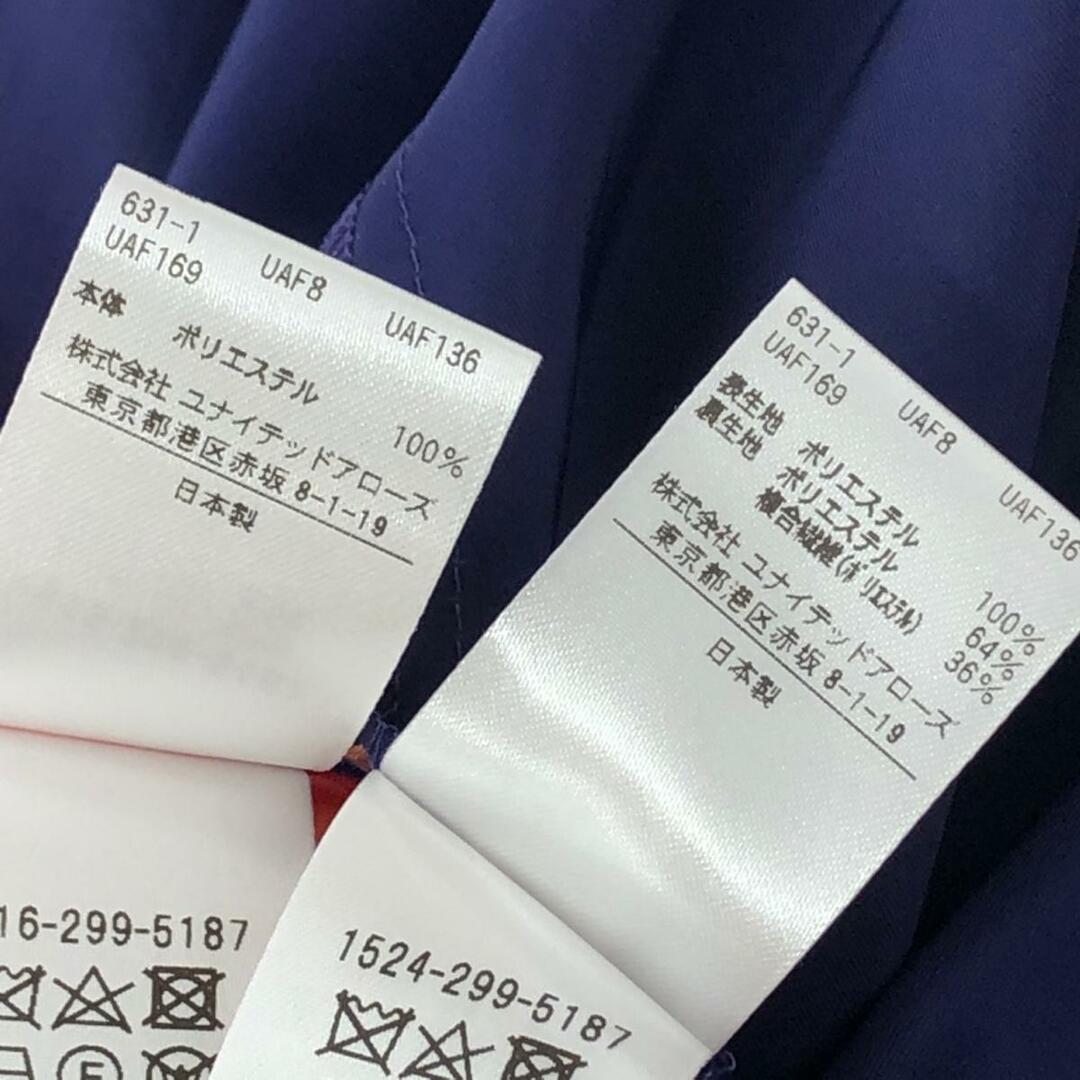 631-1
UAF169 UAF8 UAF136
本体 ポリエステル 100%
株式会社 ユナイテッドアローズ
東京都港区赤坂 8-1-19
日本製
16-299-5187
F
631-1
UAF169 UAF8 UAF136
表生地 ポリエステル 100%
裏生地 ポリエステル 64%
複合繊維(ポリエステル) 36%
株式会社 ユナイテッドアローズ
東京都港区赤坂 8-1-19
日本製
1524-299-5187